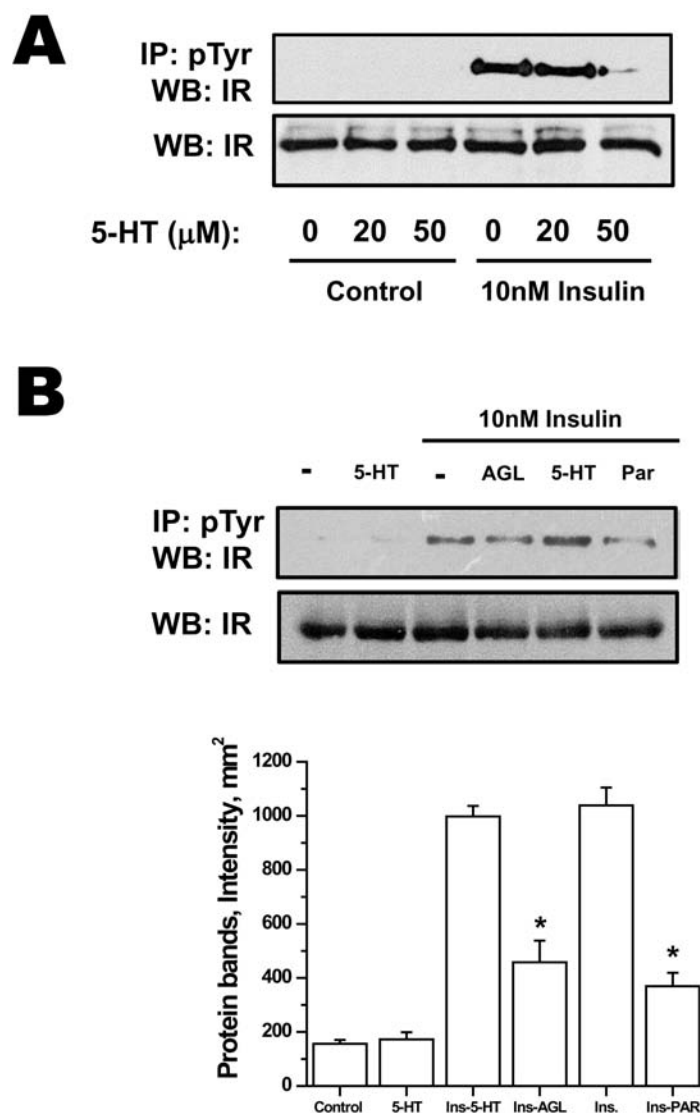 A
IP: pTyr
WB: IR
WB: IR
5-HT (μM): 0 20 50 0 20 50
Control 10nM Insulin
B
10nM Insulin
- 5-HT - AGL 5-HT Par
IP: pTyr
WB: IR
WB: IR
Protein bands, Intensity, mm²
1200
1000
800
600
400
200
0
* *
Control 5-HT Ins-5-HT Ins-AGL Ins. Ins-PAR